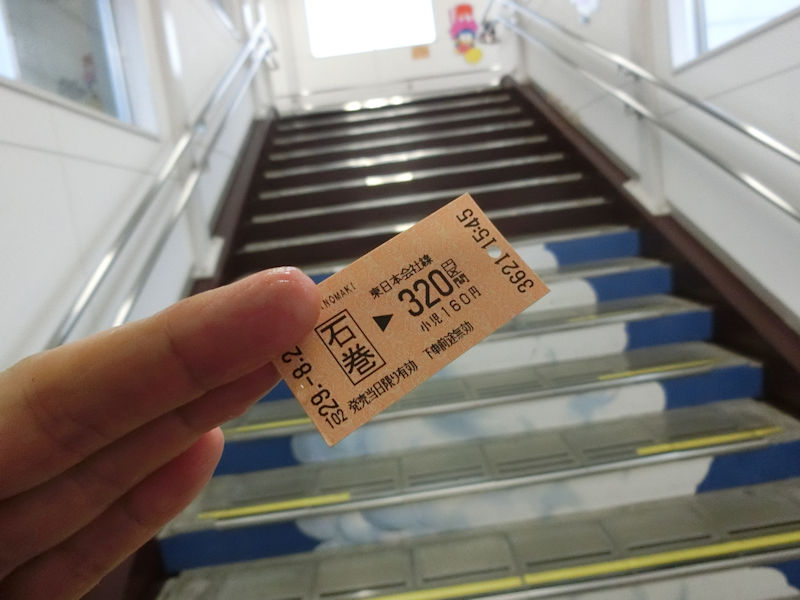 NOMAKI
東日本会社線
石巻 ▶ 320円区間
小児160円
発売当日限り有効 下車前途無効
29.-8.-2
102
3621 15:45